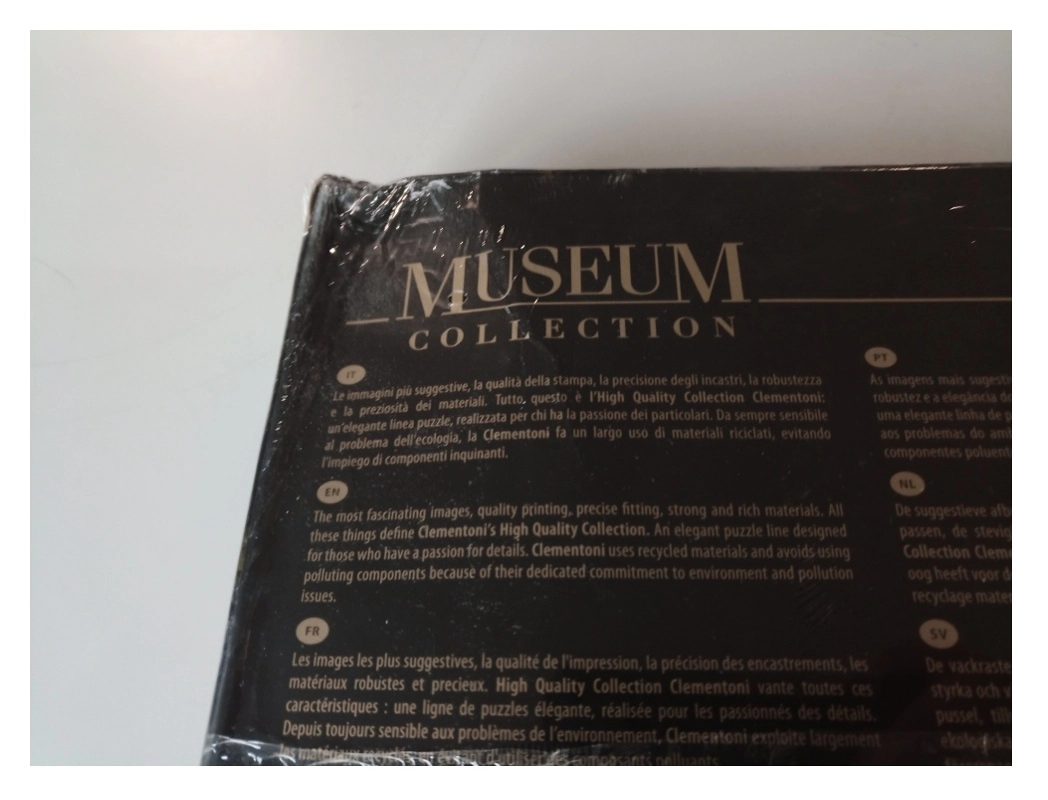 MUSEUM
COLLECTION
IT
Le immagini più suggestive, la qualità della stampa, la precisione degli incastri, la robustezza
e la preziosità dei materiali. Tutto questo è l'High Quality Collection Clementoni:
un'elegante linea puzzle, realizzata per chi ha la passione dei particolari. Da sempre sensibile
al problema dell'ecologia, la Clementoni fa un largo uso di materiali riciclati, evitando
l'impiego di componenti inquinanti.
EN
The most fascinating images, quality printing, precise fitting, strong and rich materials. All
these things define Clementoni's High Quality Collection. An elegant puzzle line designed
for those who have a passion for details. Clementoni uses recycled materials and avoids using
polluting components because of their dedicated commitment to environment and pollution
issues.
FR
Les images les plus suggestives, la qualité de l'impression, la précision des encastrements, les
matériaux robustes et precieux. High Quality Collection Clementoni vante toutes ces
caractéristiques : une ligne de puzzles élégante, réalisée pour les passionnés des détails.
Depuis toujours sensible aux problèmes de l'environnement, Clementoni exploite largement
les matériaux recyclés en évitant d'utiliser des composants polluants.
PT
As imagens mais
robustez e a elegância
uma elegante linha de
aos problemas do
componentes
NL
De suggestieve
passen, de
Collection
oog heeft voor
recyclage
SV
De
styrka och
pussel,